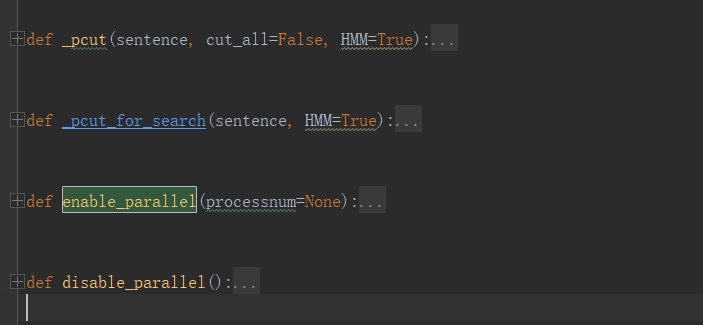 def _pcut(sentence, cut_all=False, HMM=True):...
def _pcut_for_search(sentence, HMM=True):...
def enable_parallel(processnum=None):...
def disable_parallel():...